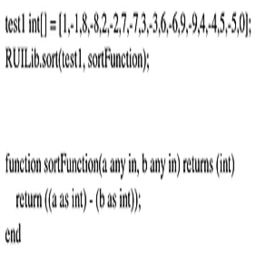 test1 int[] = [1,-1,8,-8,2,-2,7,-7,3,-3,6,-6,9,-9,4,-4,5,-5,0];
RUILib.sort(test1, sortFunction);
function sortFunction(a any in, b any in) returns (int)
return ((a as int) - (b as int));
end